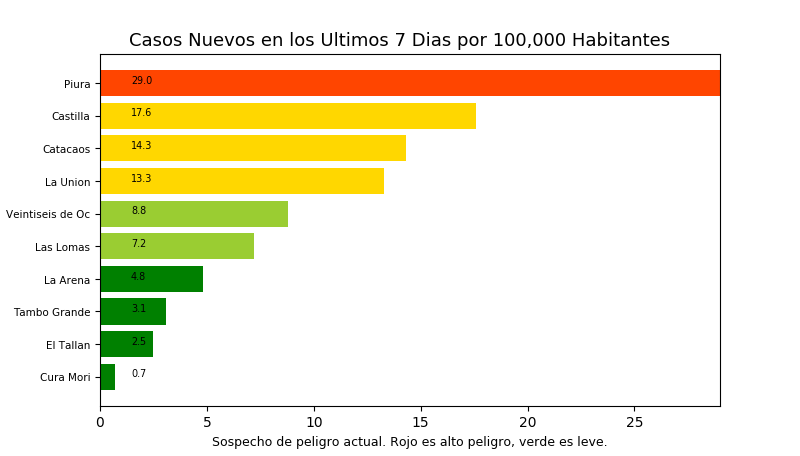 Casos Nuevos en los Ultimos 7 Dias por 100,000 Habitantes
Piura 29.0
Castilla 17.6
Catacaos 14.3
La Union 13.3
Veintiseis de Oc 8.8
Las Lomas 7.2
La Arena 4.8
Tambo Grande 3.1
El Tallan 2.5
Cura Mori 0.7
0 5 10 15 20 25
Sospecho de peligro actual. Rojo es alto peligro, verde es leve.